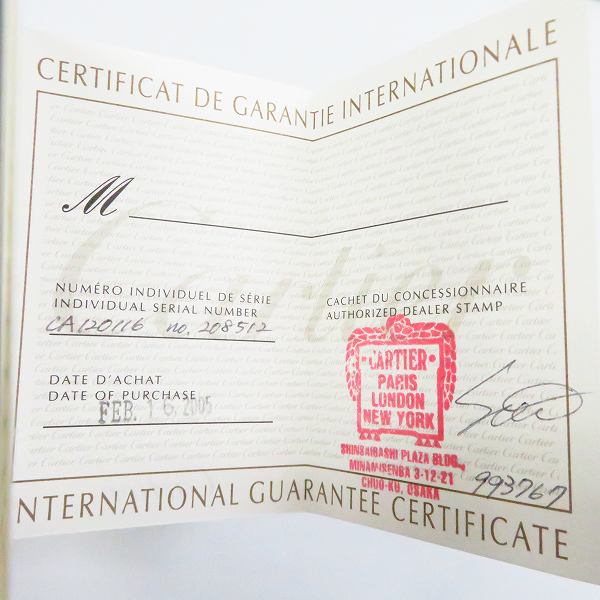 CERTIFICAT DE GARANTIE INTERNATIONALE
M
Cartier
NUMÉRO INDIVIDUEL DE SÉRIE
INDIVIDUAL SERIAL NUMBER
CA120116 no. 208512
CACHET DU CONCESSIONNAIRE
AUTHORIZED DEALER STAMP
DATE D'ACHAT
DATE OF PURCHASE
FEB. 16. 2005
CARTIER
PARIS
LONDON
NEW YORK
SHINSAIBASHI PLAZA BLDG.,
MINAMISENBA 3-12-21
CHUO-KU, OSAKA
993767
NTERNATIONAL GUARANTEE CERTIFICATE